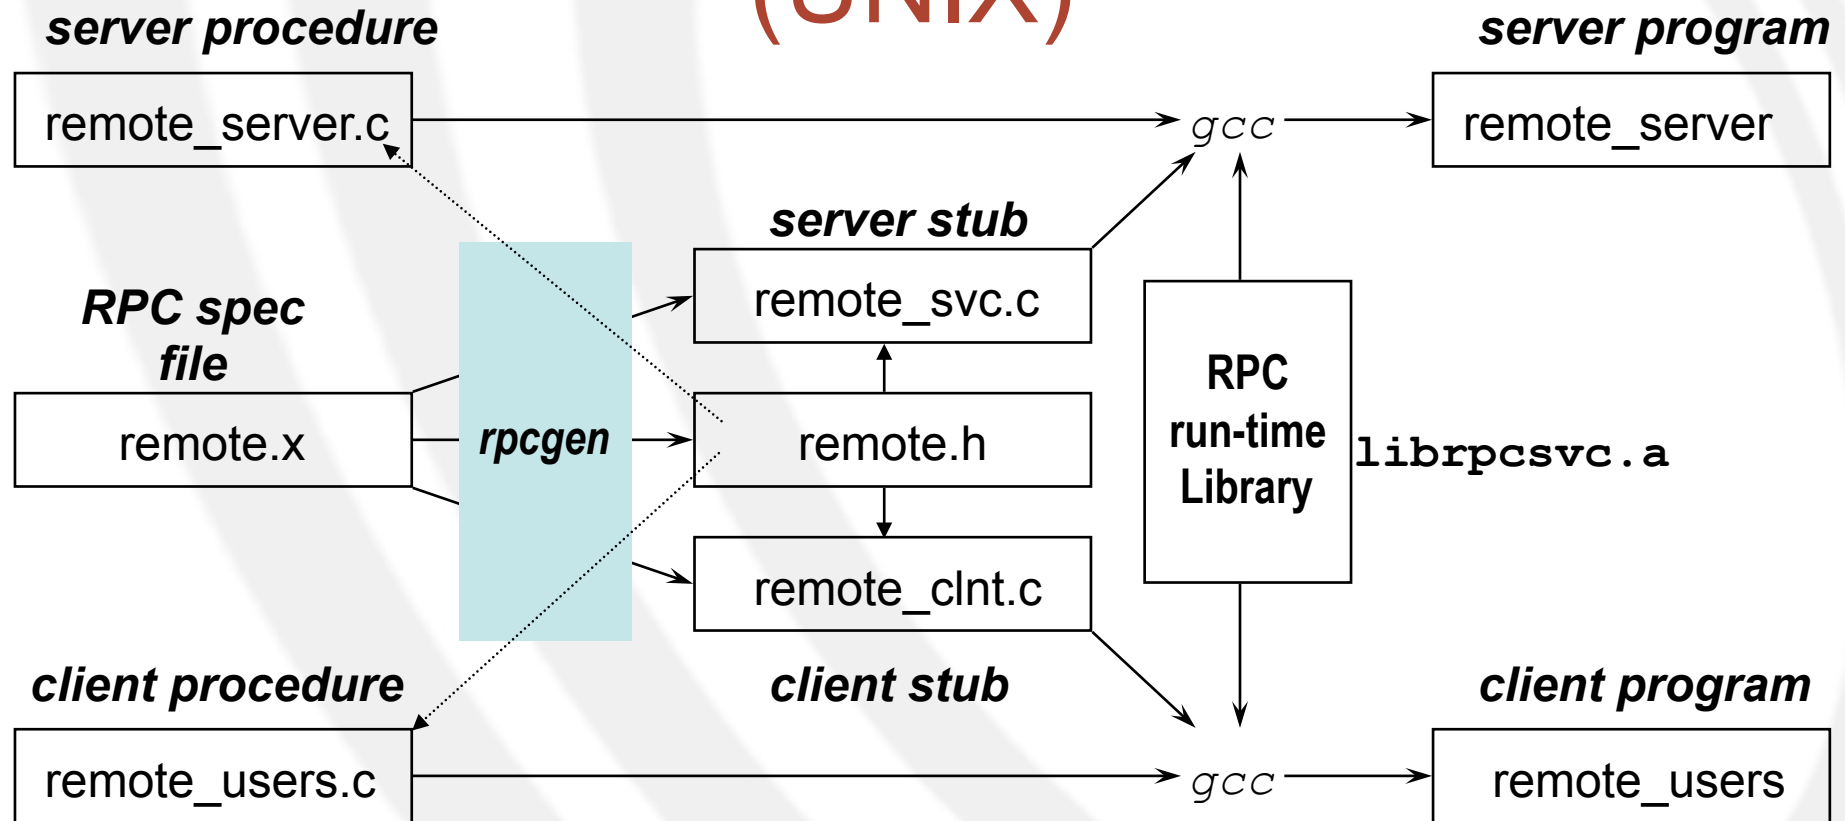 (UNIX)
server procedure
server program
remote_server.c
gcc
remote_server
server stub
remote_svc.c
RPC spec
file
remote.x
rpcgen
remote.h
RPC
run-time
Library
librpcsvc.a
remote_clnt.c
client procedure
client stub
client program
remote_users.c
gcc
remote_users